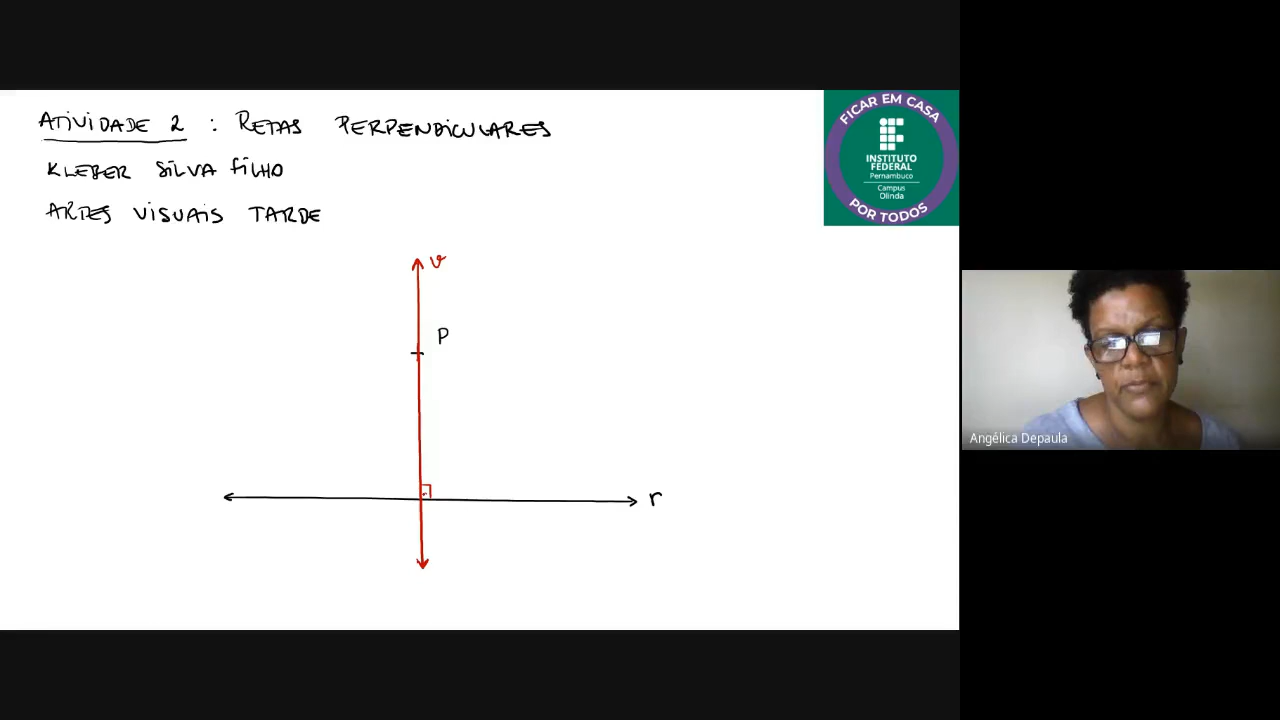 ATIVIDADE 2 : RETAS PERPENDICULARES
KLEBER SILVA FILHO
ARTES VISUAIS TARDE
FICAR EM CASA
INSTITUTO
FEDERAL
Pernambuco
Campus
Olinda
POR TODOS
v
P
r
Angélica Depaula